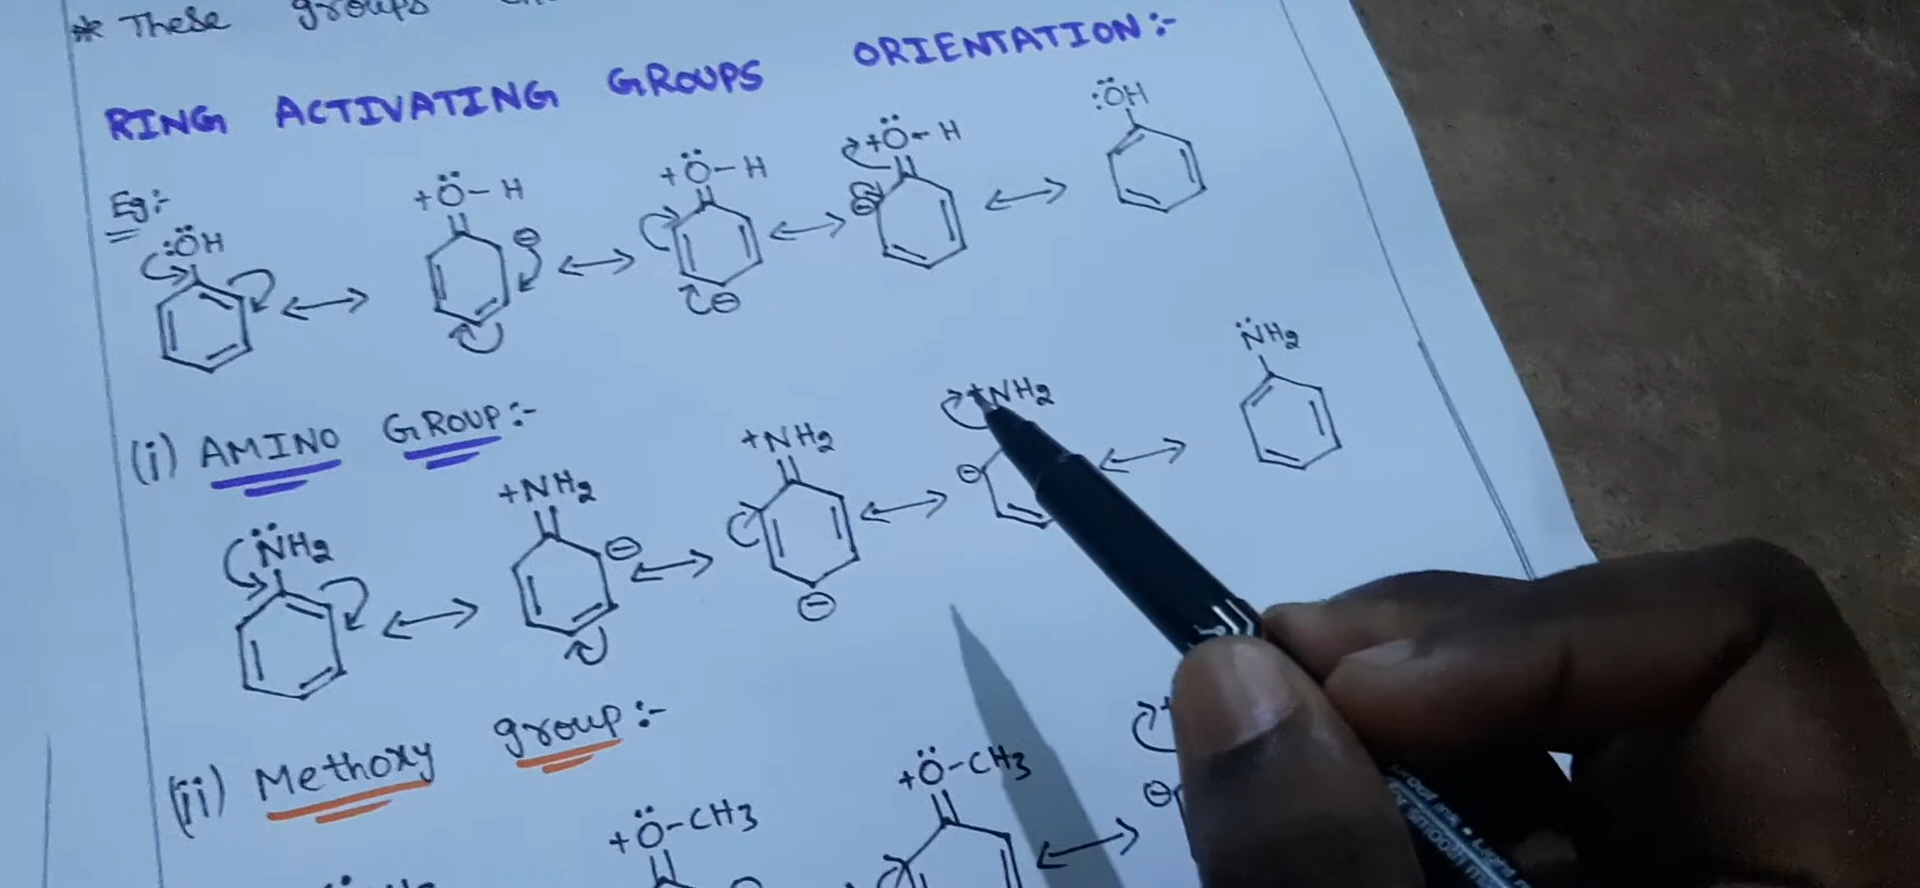 * These groups
RING ACTIVATING GROUPS ORIENTATION:-
Eg:-
:ÖH
+Ö-H
+Ö-H
+Ö-H
:ÖH
(i) AMINO GROUP:-
N̈H2
+NH2
+NH2
+NH2
N̈H2
(ii) Methoxy group:-
+Ö-CH3
+Ö-CH3